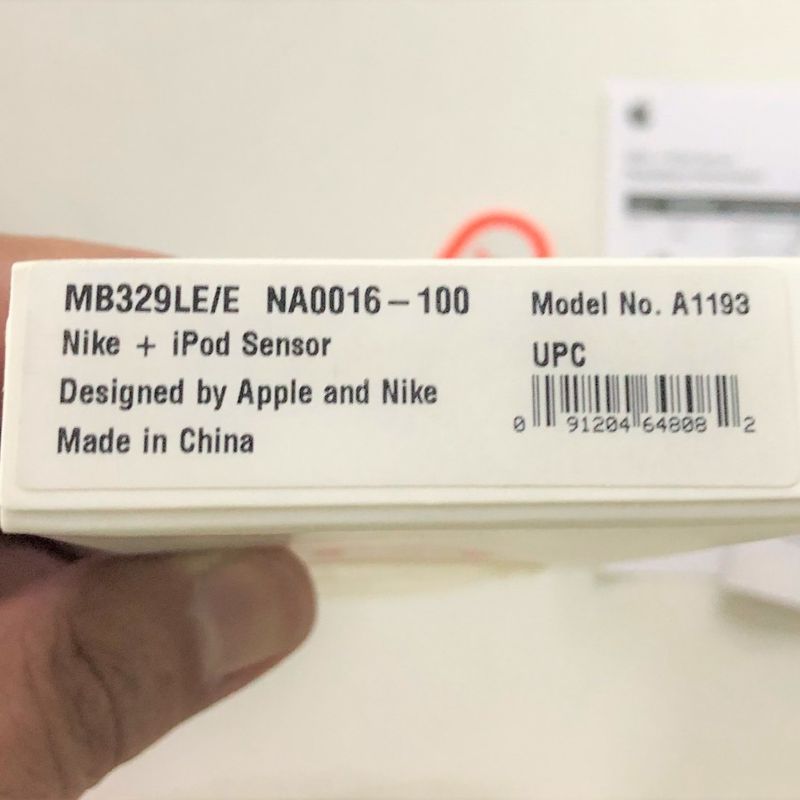 MB329LE/E NA0016-100
Nike + iPod Sensor
Designed by Apple and Nike
Made in China
Model No. A1193
UPC
0 91204 64808 2